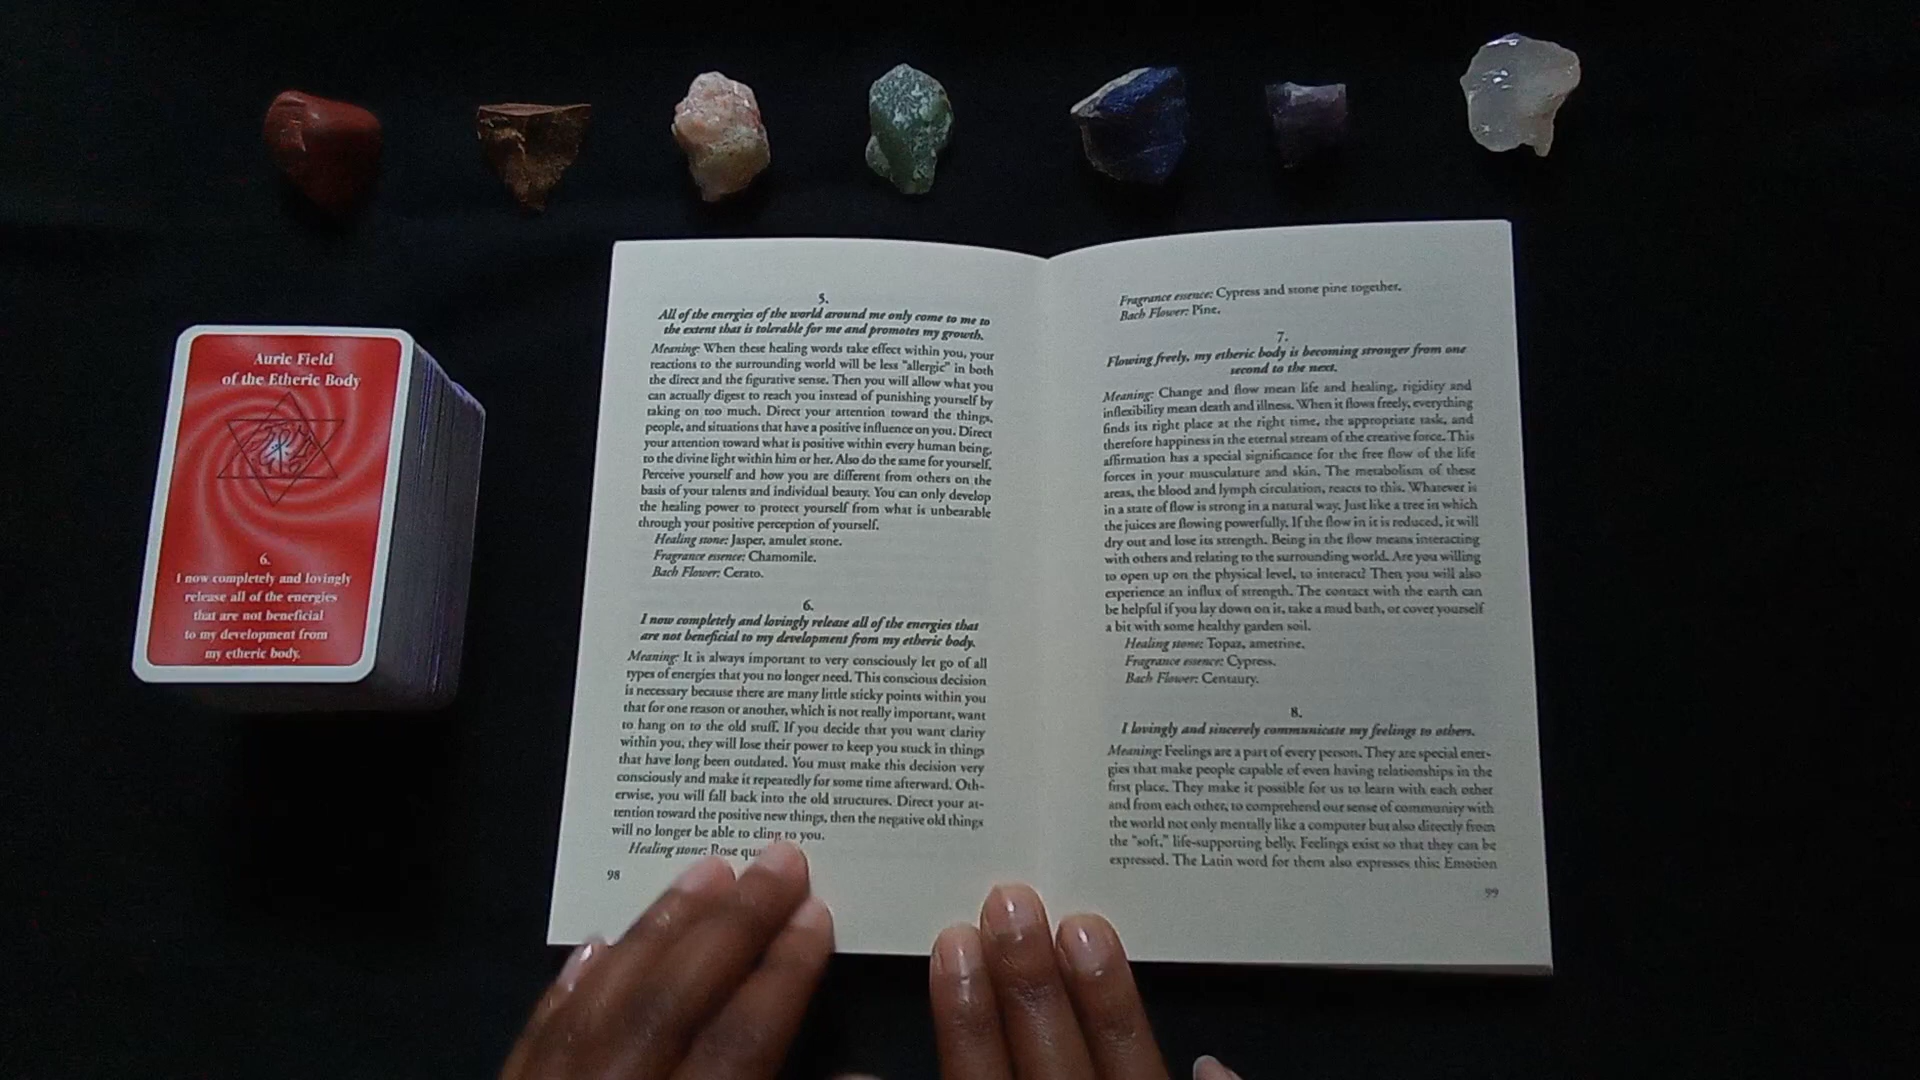 Auric Field
of the Etheric Body
6.
I now completely and lovingly
release all of the energies
that are not beneficial
to my development from
my etheric body.
5.
All of the energies of the world around me only come to me to
the extent that is tolerable for me and promotes my growth.
Meaning: When these healing words take effect within you, your
reactions to the surrounding world will be less "allergic" in both
the direct and the figurative sense. Then you will allow what you
can actually digest to reach you instead of punishing yourself by
taking on too much. Direct your attention toward the things,
people, and situations that have a positive influence on you. Direct
your attention toward what is positive within every human being,
to the divine light within him or her. Also do the same for yourself.
Perceive yourself and how you are different from others on the
basis of your talents and individual beauty. You can only develop
the healing power to protect yourself from what is unbearable
through your positive perception of yourself.
Healing stone: Jasper, amulet stone.
Fragrance essence: Chamomile.
Bach Flower: Cerato.
6.
I now completely and lovingly release all of the energies that
are not beneficial to my development from my etheric body.
Meaning: It is always important to very consciously let go of all
types of energies that you no longer need. This conscious decision
is necessary because there are many little sticky points within you
that for one reason or another, which is not really important, want
to hang on to the old stuff. If you decide that you want clarity
within you, they will lose their power to keep you stuck in things
that have long been outdated. You must make this decision very
consciously and make it repeatedly for some time afterward. Oth-
erwise, you will fall back into the old structures. Direct your at-
tention toward the positive new things, then the negative old things
will no longer be able to cling to you.
Healing stone: Rose
98
Fragrance essence: Cypress and stone pine together.
Bach Flower: Pine.
7.
Flowing freely, my etheric body is becoming stronger from one
second to the next.
Meaning: Change and flow mean life and healing, rigidity and
inflexibility mean death and illness. When it flows freely, everything
finds its right place at the right time, the appropriate task, and
therefore happiness in the eternal stream of the creative force. This
affirmation has a special significance for the free flow of the life
forces in your musculature and skin. The metabolism of these
areas, the blood and lymph circulation, reacts to this. Whatever is
in a state of flow is strong in a natural way. Just like a tree in which
the juices are flowing powerfully. If the flow in it is reduced, it will
dry out and lose its strength. Being in the flow means interacting
with others and relating to the surrounding world. Are you willing
to open up on the physical level, to interact? Then you will also
experience an influx of strength. The contact with the earth can
be helpful if you lay down on it, take a mud bath, or cover yourself
a bit with some healthy garden soil.
Healing stone: Topaz, ametrine.
Fragrance essence: Cypress.
Bach Flower: Centaury.
8.
I lovingly and sincerely communicate my feelings to others.
Meaning: Feelings are a part of every person. They are special ener-
gies that make people capable of even having relationships in the
first place. They make it possible for us to learn with each other
and from each other, to comprehend our sense of community with
the world not only mentally like a computer but also directly from
the "soft," life-supporting belly. Feelings exist so that they can be
expressed. The Latin word for them also expresses this: Emotion
99